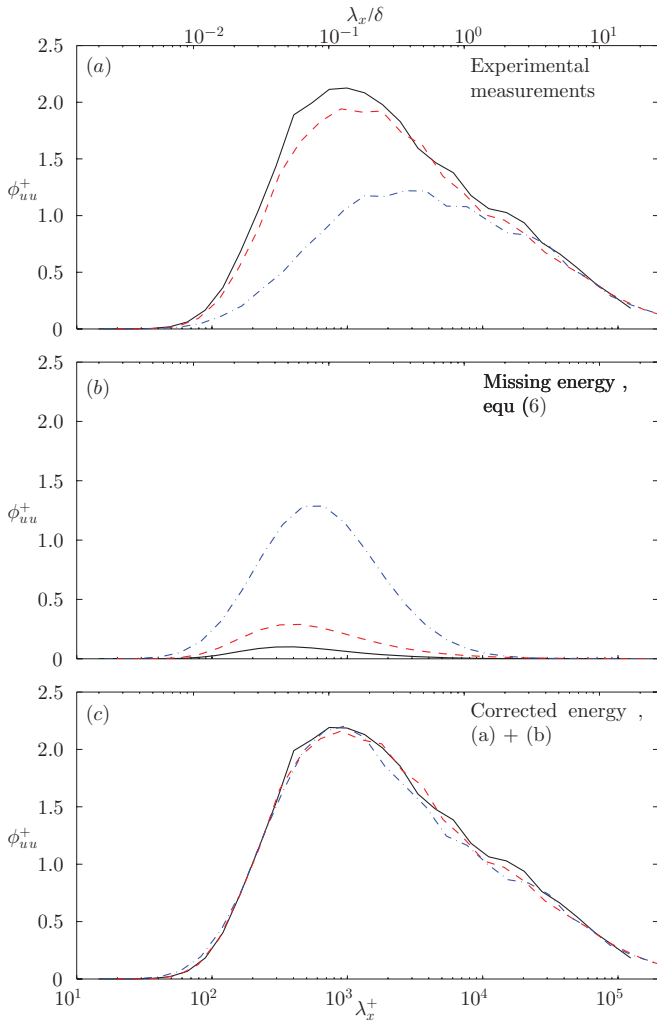 λx/δ
10−2 10−1 100 101
2.5
(a) Experimental
measurements
2.0
1.5
ϕ+uu
1.0
0.5
0
(b) Missing energy ,
equ (6)
2.5
2.0
1.5
ϕ+uu
1.0
0.5
0
(c) Corrected energy ,
(a) + (b)
2.5
2.0
1.5
ϕ+uu
1.0
0.5
0
101 102 103 104 105
λ+x